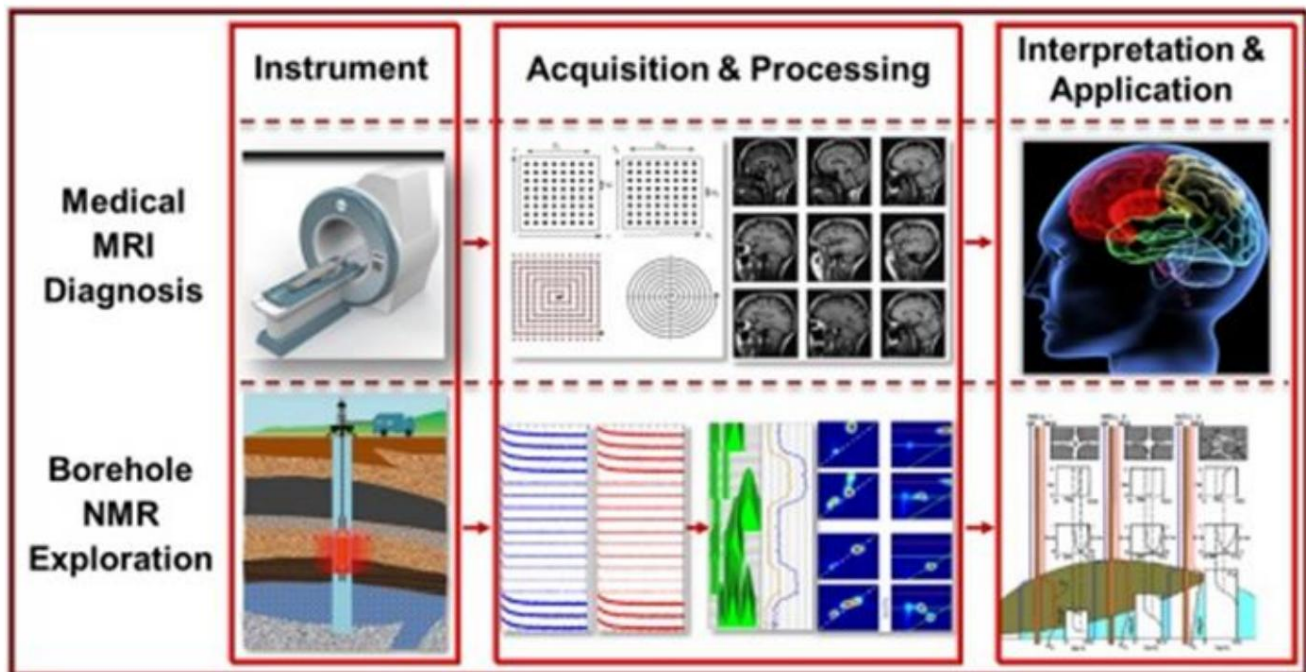 Instrument
Acquisition & Processing
Interpretation &
Application
Medical
MRI
Diagnosis
Borehole
NMR
Exploration